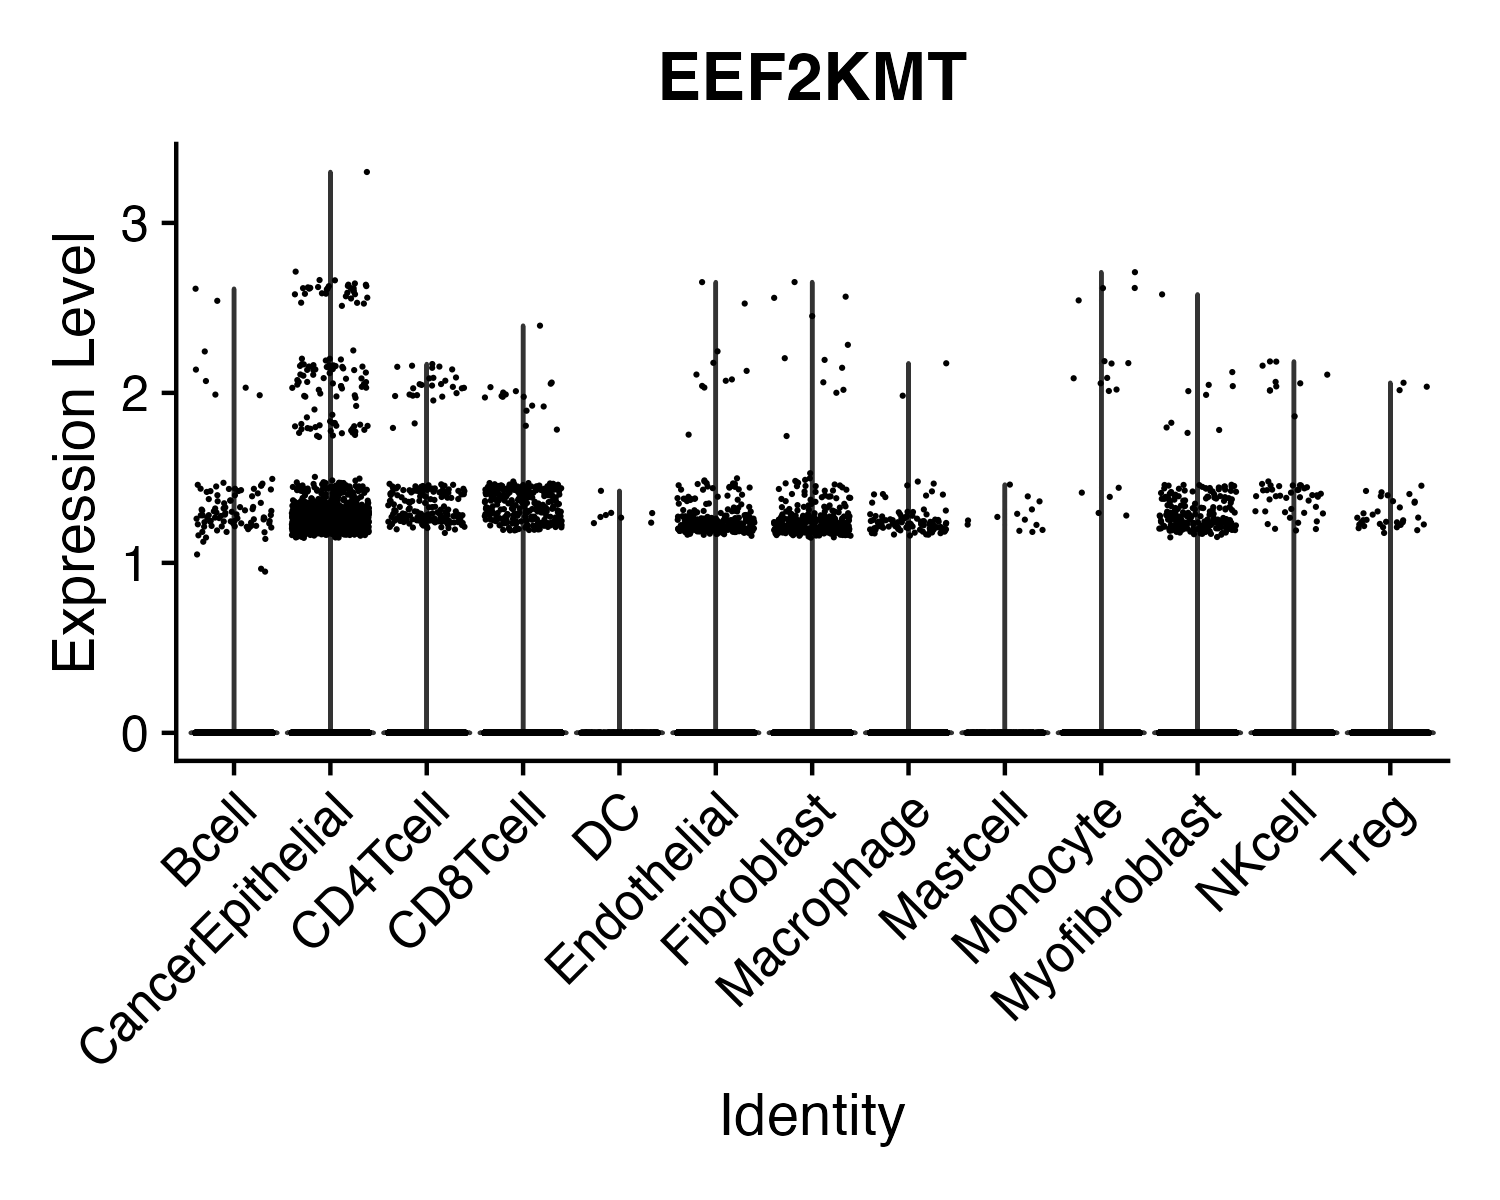 EEF2KMT
Expression Level
3
2
1
0
Bcell
CancerEpithelial
CD4Tcell
CD8Tcell
DC
Endothelial
Fibroblast
Macrophage
Mastcell
Monocyte
Myofibroblast
NKcell
Treg
Identity